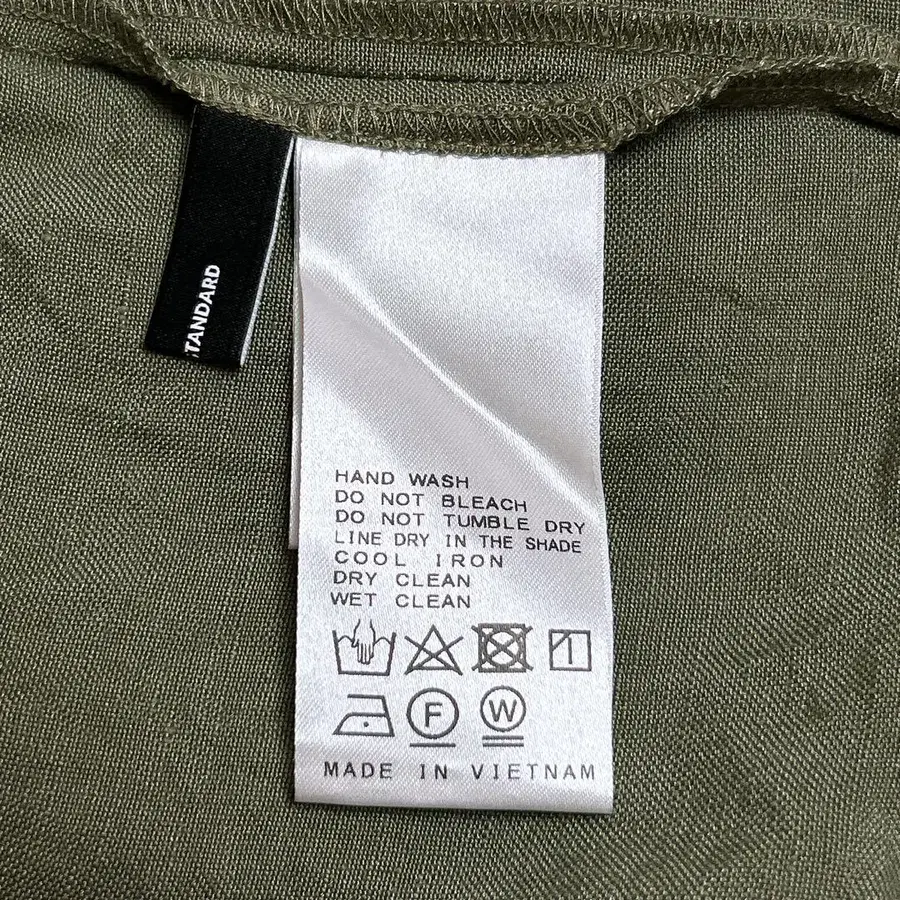 TANDARD
HAND WASH
DO NOT BLEACH
DO NOT TUMBLE DRY
LINE DRY IN THE SHADE
COOL IRON
DRY CLEAN
WET CLEAN
F W
MADE IN VIETNAM